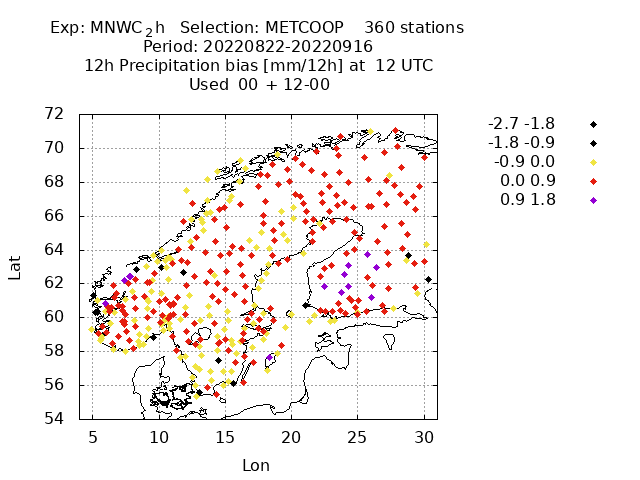 Exp: MNWC_2h   Selection: METCOOP    360 stations
Period: 20220822-20220916
12h Precipitation bias [mm/12h] at  12 UTC
Used  00 + 12-00
-2.7 -1.8
-1.8 -0.9
-0.9 0.0
0.0 0.9
0.9 1.8
72
70
68
66
64
62
60
58
56
54
Lat
5 10 15 20 25 30
Lon